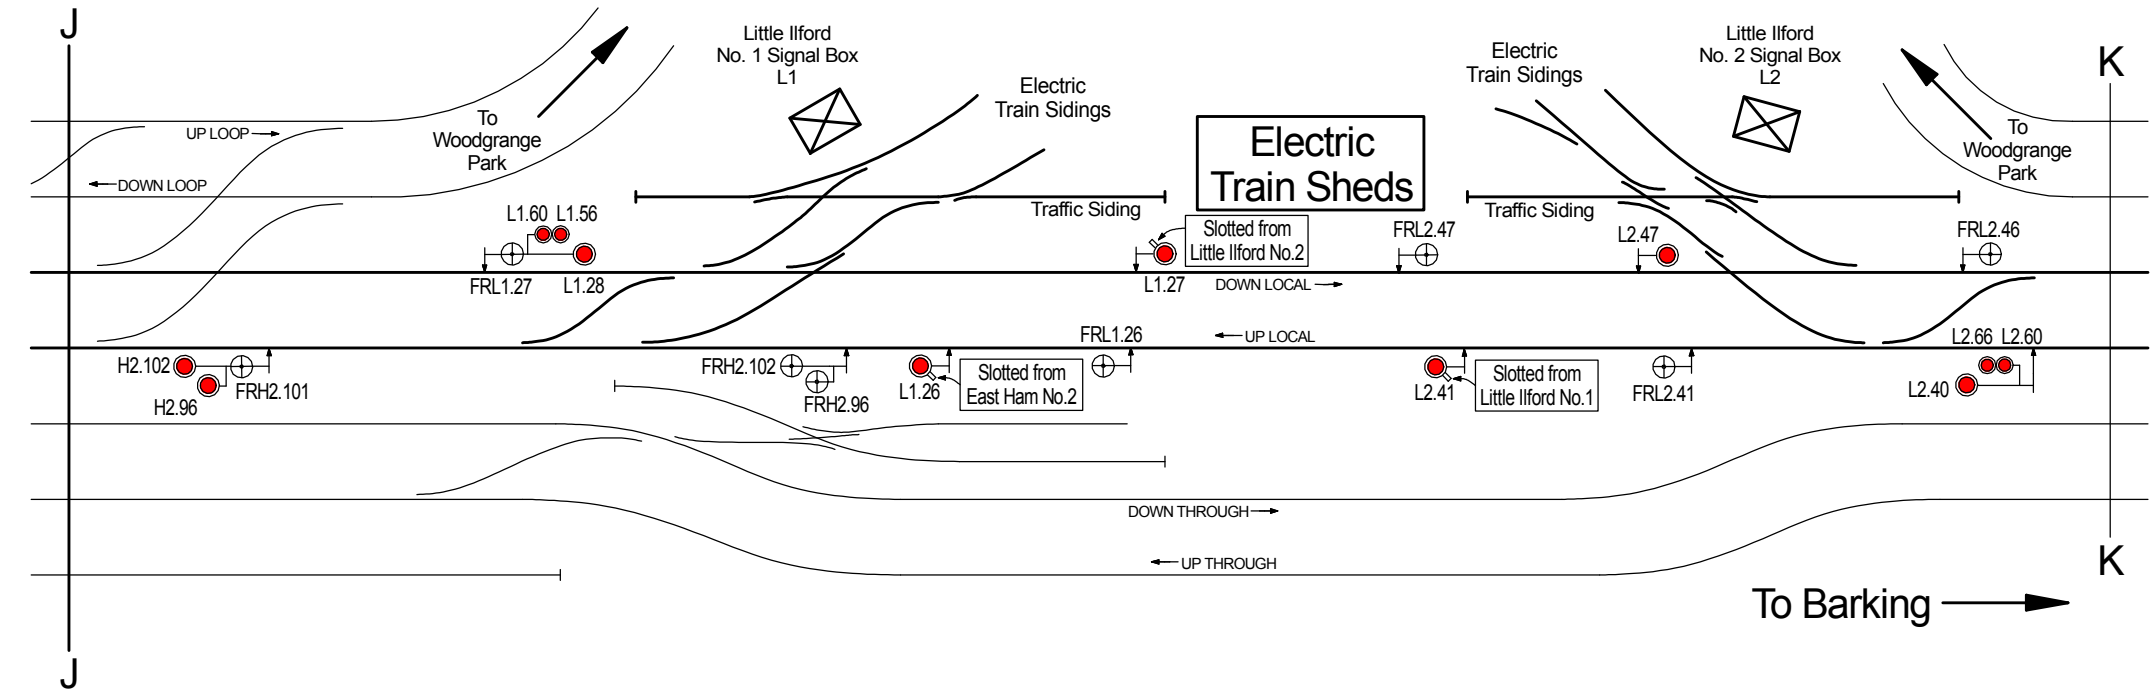 J
Little Ilford
No. 1 Signal Box
L1
Electric
Train Sidings
Electric
Train Sidings
Little Ilford
No. 2 Signal Box
L2
K
To
Woodgrange
Park
UP LOOP
DOWN LOOP
Electric
Train Sheds
To
Woodgrange
Park
Traffic Siding
Traffic Siding
L1.60 L1.56
Slotted from
Little Ilford No.2
FRL2.47
L2.47
FRL2.46
FRL1.27
L1.28
L1.27
DOWN LOCAL
FRL1.26
UP LOCAL
L2.66 L2.60
H2.102
FRH2.101
H2.96
FRH2.102
FRH2.96
L1.26
Slotted from
East Ham No.2
L2.41
Slotted from
Little Ilford No.1
FRL2.41
L2.40
DOWN THROUGH
UP THROUGH
K
To Barking
J